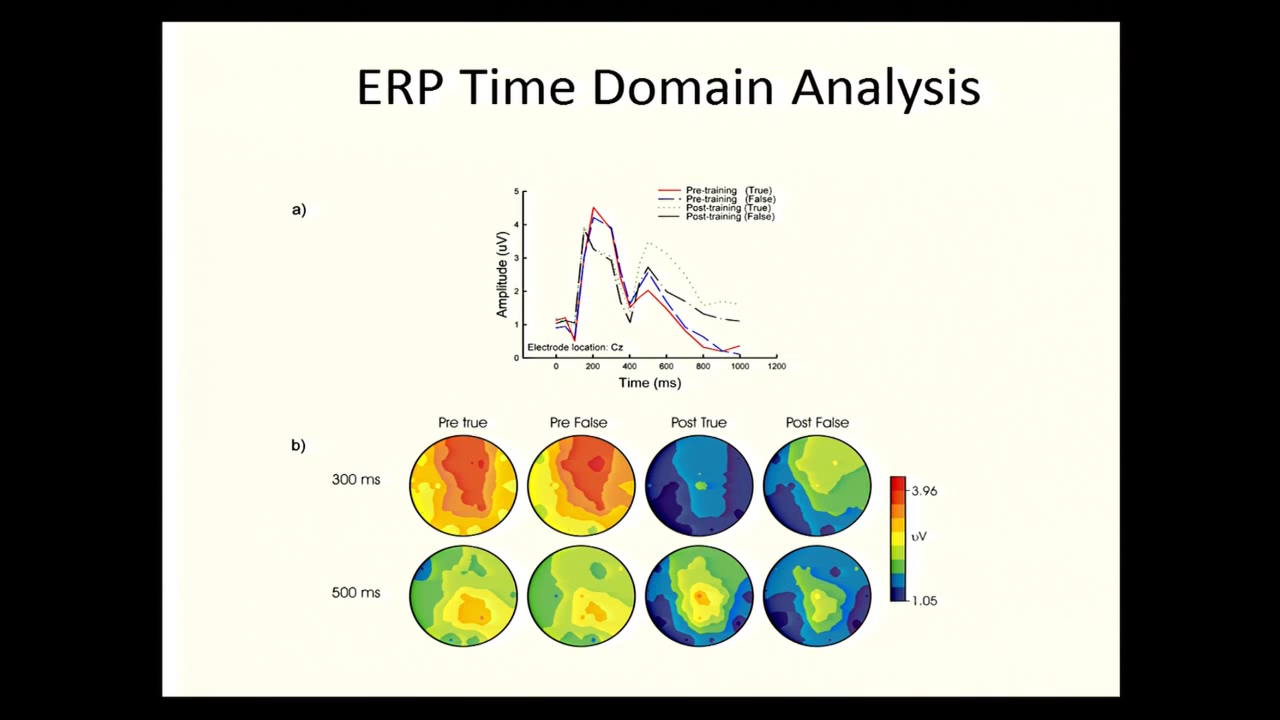 ERP Time Domain Analysis
a)
Pre-training (True)
Pre-training (False)
Post-training (True)
Post-training (False)
5
4
3
2
1
0
Amplitude (uV)
Electrode location: Cz
0 200 400 600 800 1000 1200
Time (ms)
b)
Pre true Pre False Post True Post False
300 ms
500 ms
3.96
υV
1.05